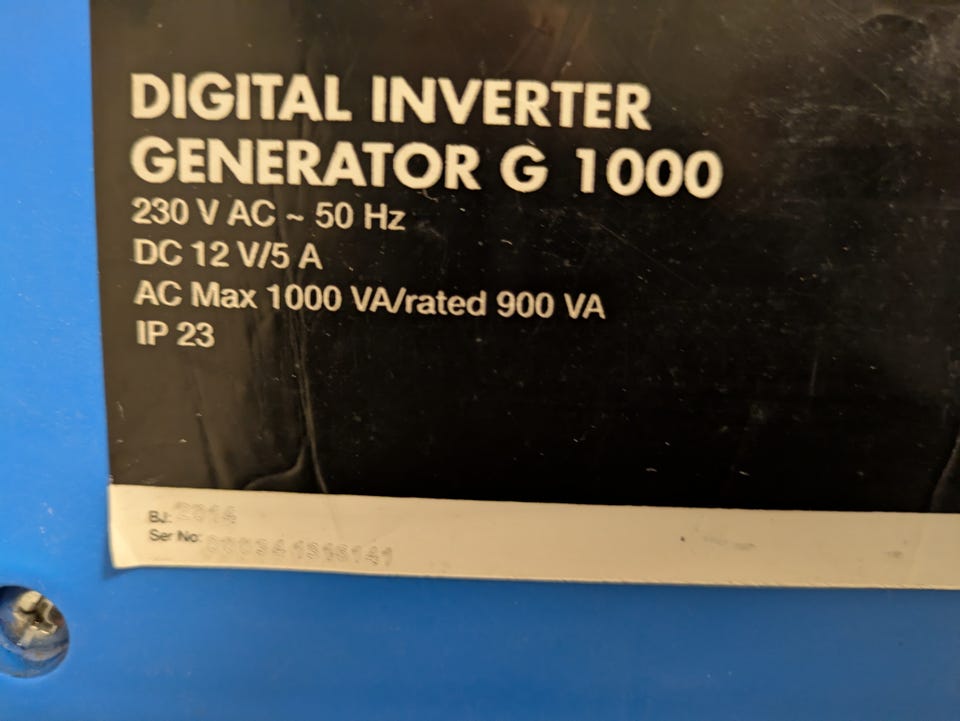 DIGITAL INVERTER
GENERATOR G 1000
230 V AC ~ 50 Hz
DC 12 V/5 A
AC Max 1000 VA/rated 900 VA
IP 23
BJ: 2014
Ser No: